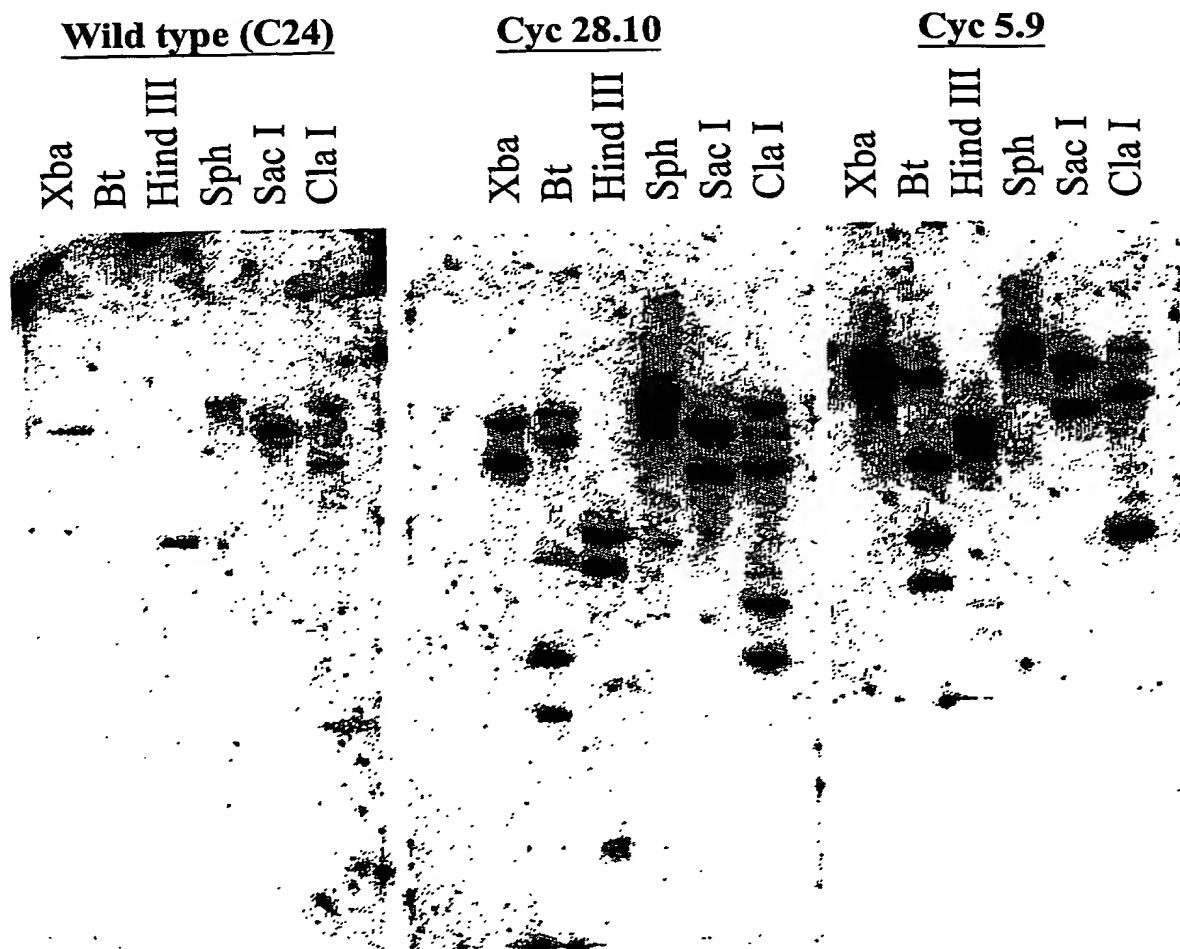 Wild type (C24)
Xba
Bt
Hind III
Sph
Sac I
Cla I
Cyc 28.10
Xba
Bt
Hind III
Sph
Sac I
Cla I
Cyc 5.9
Xba
Bt
Hind III
Sph
Sac I
Cla I